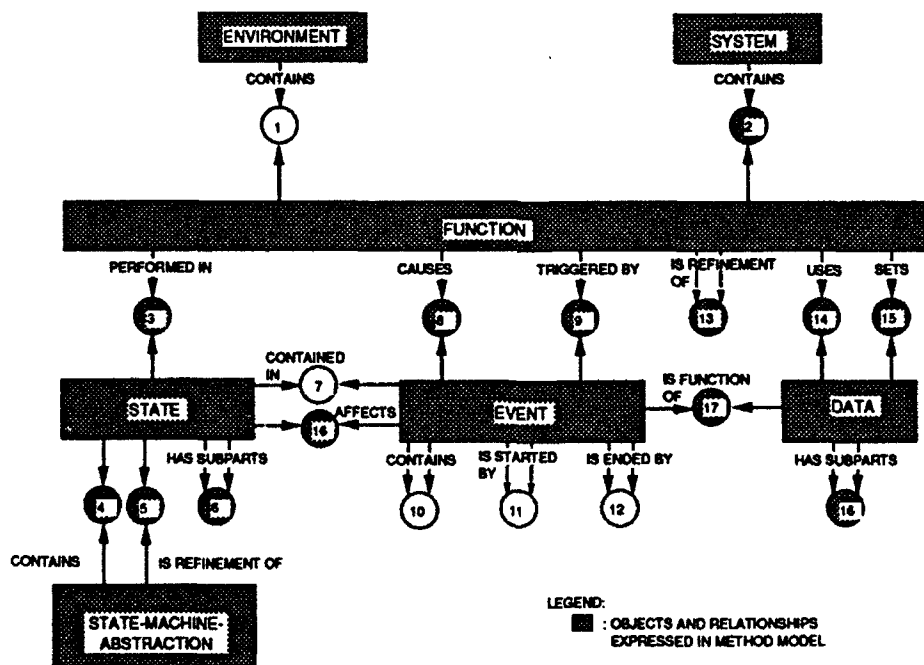 ENVIRONMENT
SYSTEM
CONTAINS
CONTAINS
1
2
FUNCTION
PERFORMED IN
CAUSES
TRIGGERED BY
IS REFINEMENT
OF
USES
SETS
3
8
9
13
14
15
CONTAINED
IN
7
IS FUNCTION
OF
STATE
AFFECTS
16
EVENT
17
DATA
HAS SUBPARTS
CONTAINS
IS STARTED
BY
IS ENDED BY
HAS SUBPARTS
4
5
6
10
11
12
16
CONTAINS
IS REFINEMENT OF
STATE-MACHINE-
ABSTRACTION
LEGEND:
: OBJECTS AND RELATIONSHIPS
EXPRESSED IN METHOD MODEL